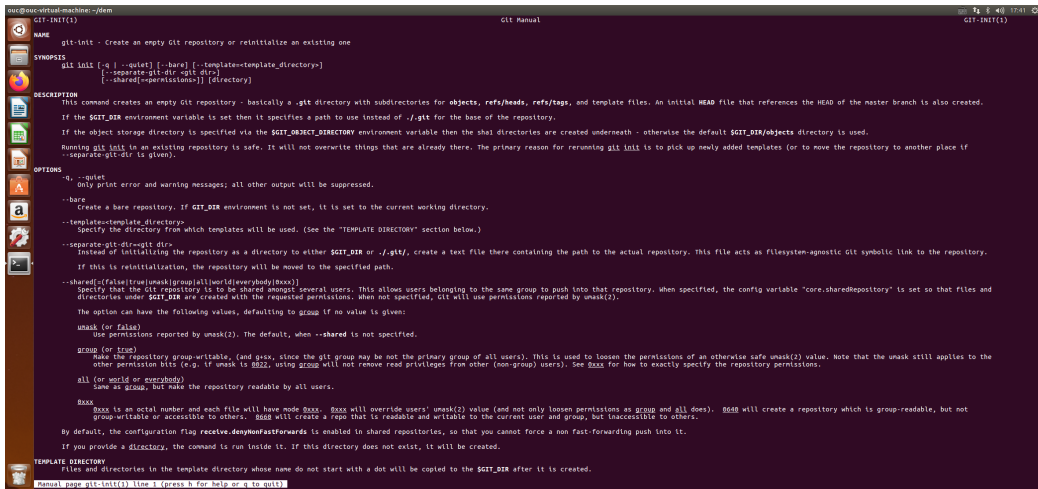 ouc@ouc-virtual-machine: ~/dem
17:41
GIT-INIT(1) Git Manual GIT-INIT(1)
NAME
git-init - Create an empty Git repository or reinitialize an existing one
SYNOPSIS
git init [-q | --quiet] [--bare] [--template=<template_directory>]
[--separate-git-dir <git dir>]
[--shared[=<permissions>]] [directory]
DESCRIPTION
This command creates an empty Git repository - basically a .git directory with subdirectories for objects, refs/heads, refs/tags, and template files. An initial HEAD file that references the HEAD of the master branch is also created.
If the $GIT_DIR environment variable is set then it specifies a path to use instead of ./.git for the base of the repository.
If the object storage directory is specified via the $GIT_OBJECT_DIRECTORY environment variable then the sha1 directories are created underneath - otherwise the default $GIT_DIR/objects directory is used.
Running git init in an existing repository is safe. It will not overwrite things that are already there. The primary reason for rerunning git init is to pick up newly added templates (or to move the repository to another place if
--separate-git-dir is given).
OPTIONS
-q, --quiet
Only print error and warning messages; all other output will be suppressed.
--bare
Create a bare repository. If GIT_DIR environment is not set, it is set to the current working directory.
--template=<template_directory>
Specify the directory from which templates will be used. (See the "TEMPLATE DIRECTORY" section below.)
--separate-git-dir=<git dir>
Instead of initializing the repository as a directory to either $GIT_DIR or ./.git/, create a text file there containing the path to the actual repository. This file acts as filesystem-agnostic Git symbolic link to the repository.
If this is reinitialization, the repository will be moved to the specified path.
--shared[=(false|true|umask|group|all|world|everybody|0xxx)]
Specify that the Git repository is to be shared amongst several users. This allows users belonging to the same group to push into that repository. When specified, the config variable "core.sharedRepository" is set so that files and
directories under $GIT_DIR are created with the requested permissions. When not specified, Git will use permissions reported by umask(2).
The option can have the following values, defaulting to group if no value is given:
umask (or false)
Use permissions reported by umask(2). The default, when --shared is not specified.
group (or true)
Make the repository group-writable, (and g+sx, since the git group may be not the primary group of all users). This is used to loosen the permissions of an otherwise safe umask(2) value. Note that the umask still applies to the
other permission bits (e.g. if umask is 0022, using group will not remove read privileges from other (non-group) users). See 0xxx for how to exactly specify the repository permissions.
all (or world or everybody)
Same as group, but make the repository readable by all users.
0xxx
0xxx is an octal number and each file will have mode 0xxx. 0xxx will override users' umask(2) value (and not only loosen permissions as group and all does). 0640 will create a repository which is group-readable, but not
group-writable or accessible to others. 0660 will create a repo that is readable and writable to the current user and group, but inaccessible to others.
By default, the configuration flag receive.denyNonFastForwards is enabled in shared repositories, so that you cannot force a non fast-forwarding push into it.
If you provide a directory, the command is run inside it. If this directory does not exist, it will be created.
TEMPLATE DIRECTORY
Files and directories in the template directory whose name do not start with a dot will be copied to the $GIT_DIR after it is created.
Manual page git-init(1) line 1 (press h for help or q to quit)